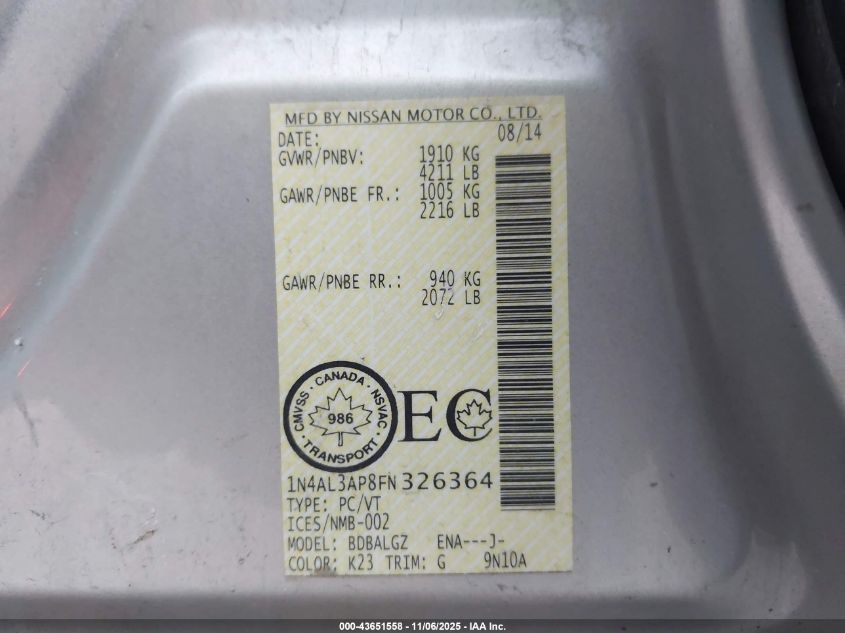 MFD BY NISSAN MOTOR CO., LTD.
DATE: 08/14
GVWR/PNBV: 1910 KG
4211 LB
GAWR/PNBE FR.: 1005 KG
2216 LB
GAWR/PNBE RR.: 940 KG
2072 LB
CMVSS · CANADA · NSVAC
986
· TRANSPORT ·
EC
1N4AL3AP8FN326364
TYPE: PC/VT
ICES/NMB-002
MODEL: BDBALGZ ENA---J-
COLOR: K23 TRIM: G 9N10A
000-43651558 - 11/06/2025 - IAA Inc.